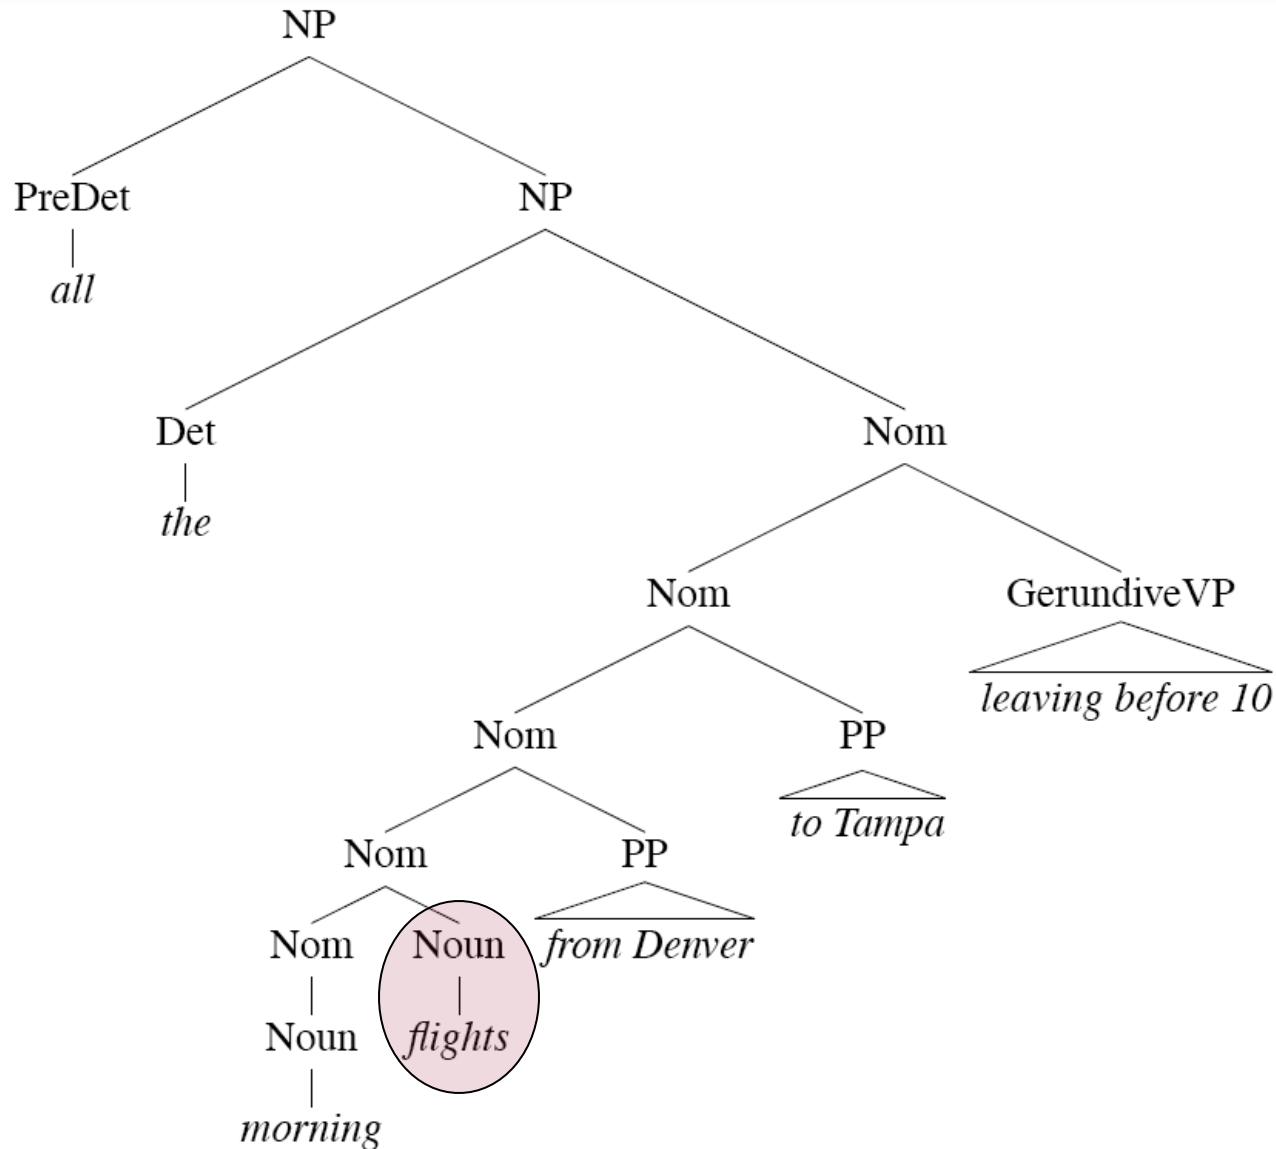 NP
PreDet NP
all
Det Nom
the
Nom GerundiveVP
leaving before 10
Nom PP
to Tampa
Nom PP
Nom Noun from Denver
Noun flights
morning